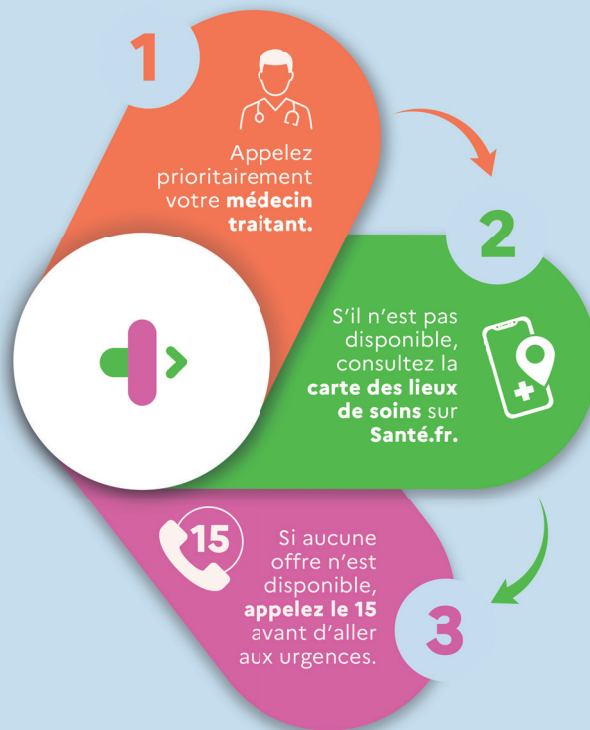 1
Appelez
prioritairement
votre médecin
traitant.
2
S'il n'est pas
disponible,
consultez la
carte des lieux
de soins sur
Santé.fr.
15
Si aucune
offre n'est
disponible,
appelez le 15
avant d'aller
aux urgences.
3